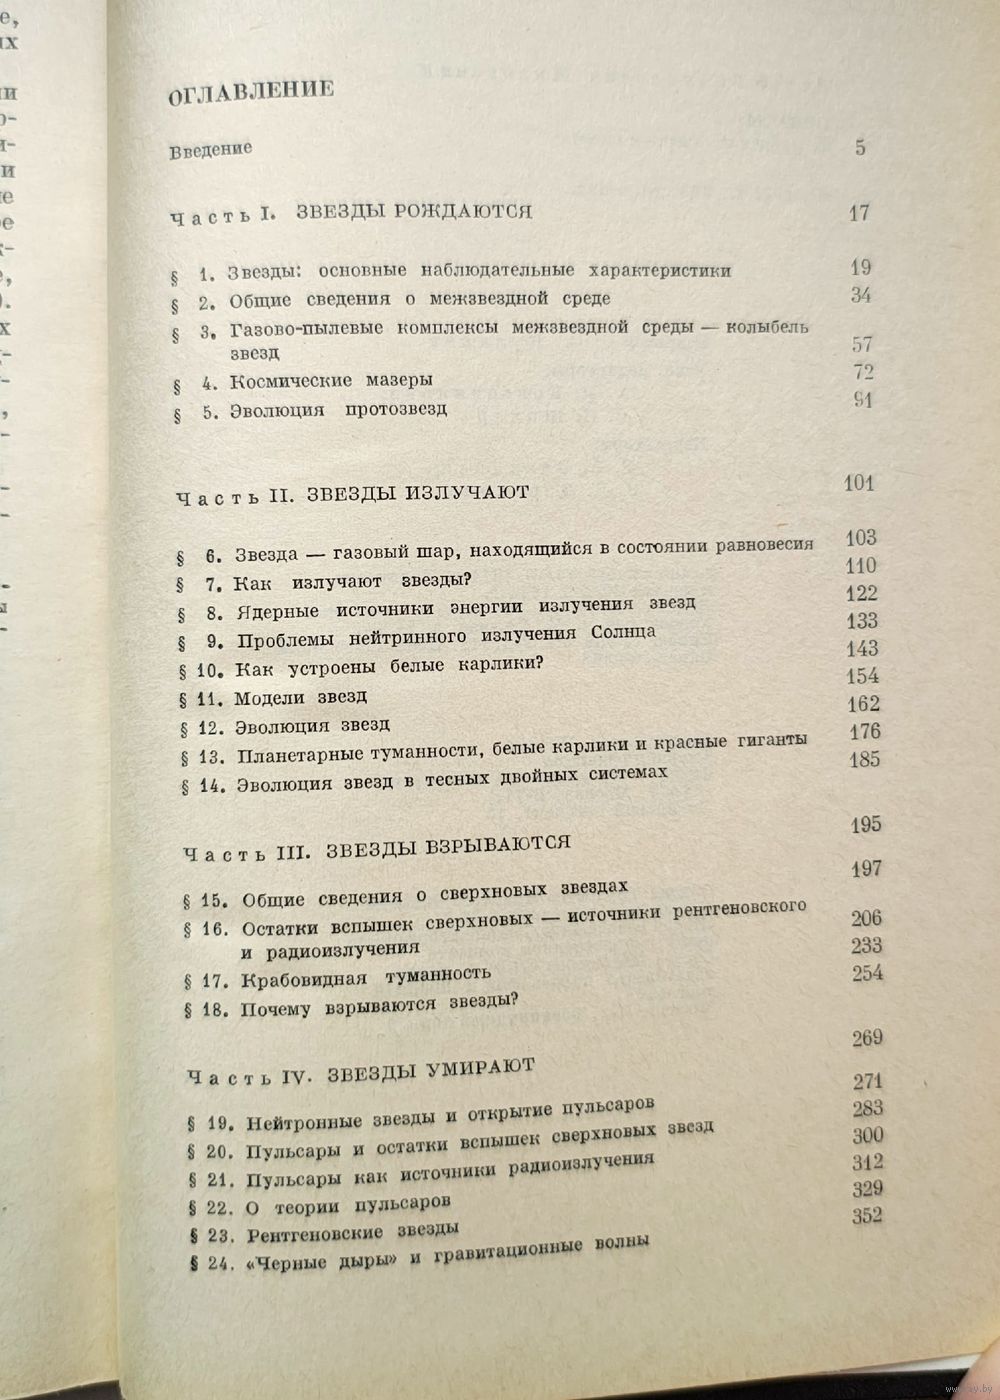 ОГЛАВЛЕНИЕ
Введение 5
Часть I. ЗВЕЗДЫ РОЖДАЮТСЯ 17
§ 1. Звезды: основные наблюдательные характеристики 19
§ 2. Общие сведения о межзвездной среде 34
§ 3. Газово-пылевые комплексы межзвездной среды — колыбель
звезд 57
§ 4. Космические мазеры 72
§ 5. Эволюция протозвезд 91
Часть II. ЗВЕЗДЫ ИЗЛУЧАЮТ 101
§ 6. Звезда — газовый шар, находящийся в состоянии равновесия 103
§ 7. Как излучают звезды? 110
§ 8. Ядерные источники энергии излучения звезд 122
§ 9. Проблемы нейтринного излучения Солнца 133
§ 10. Как устроены белые карлики? 143
§ 11. Модели звезд 154
§ 12. Эволюция звезд 162
§ 13. Планетарные туманности, белые карлики и красные гиганты 176
§ 14. Эволюция звезд в тесных двойных системах 185
Часть III. ЗВЕЗДЫ ВЗРЫВАЮТСЯ 195
§ 15. Общие сведения о сверхновых звездах 197
§ 16. Остатки вспышек сверхновых — источники рентгеновского
и радиоизлучения 206
§ 17. Крабовидная туманность 233
§ 18. Почему взрываются звезды? 254
Часть IV. ЗВЕЗДЫ УМИРАЮТ 269
§ 19. Нейтронные звезды и открытие пульсаров 271
§ 20. Пульсары и остатки вспышек сверхновых звезд 283
§ 21. Пульсары как источники радиоизлучения 300
§ 22. О теории пульсаров 312
§ 23. Рентгеновские звезды 329
§ 24. «Черные дыры» и гравитационные волны 352